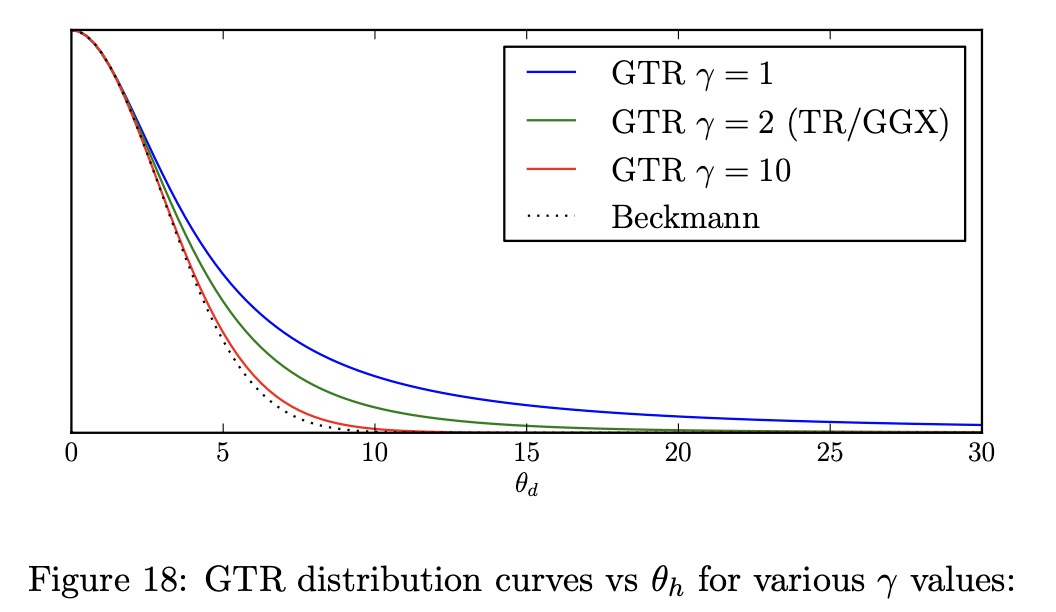 GTR γ = 1
GTR γ = 2 (TR/GGX)
GTR γ = 10
Beckmann
0 5 10 15 20 25 30
θd
Figure 18: GTR distribution curves vs θh for various γ values: